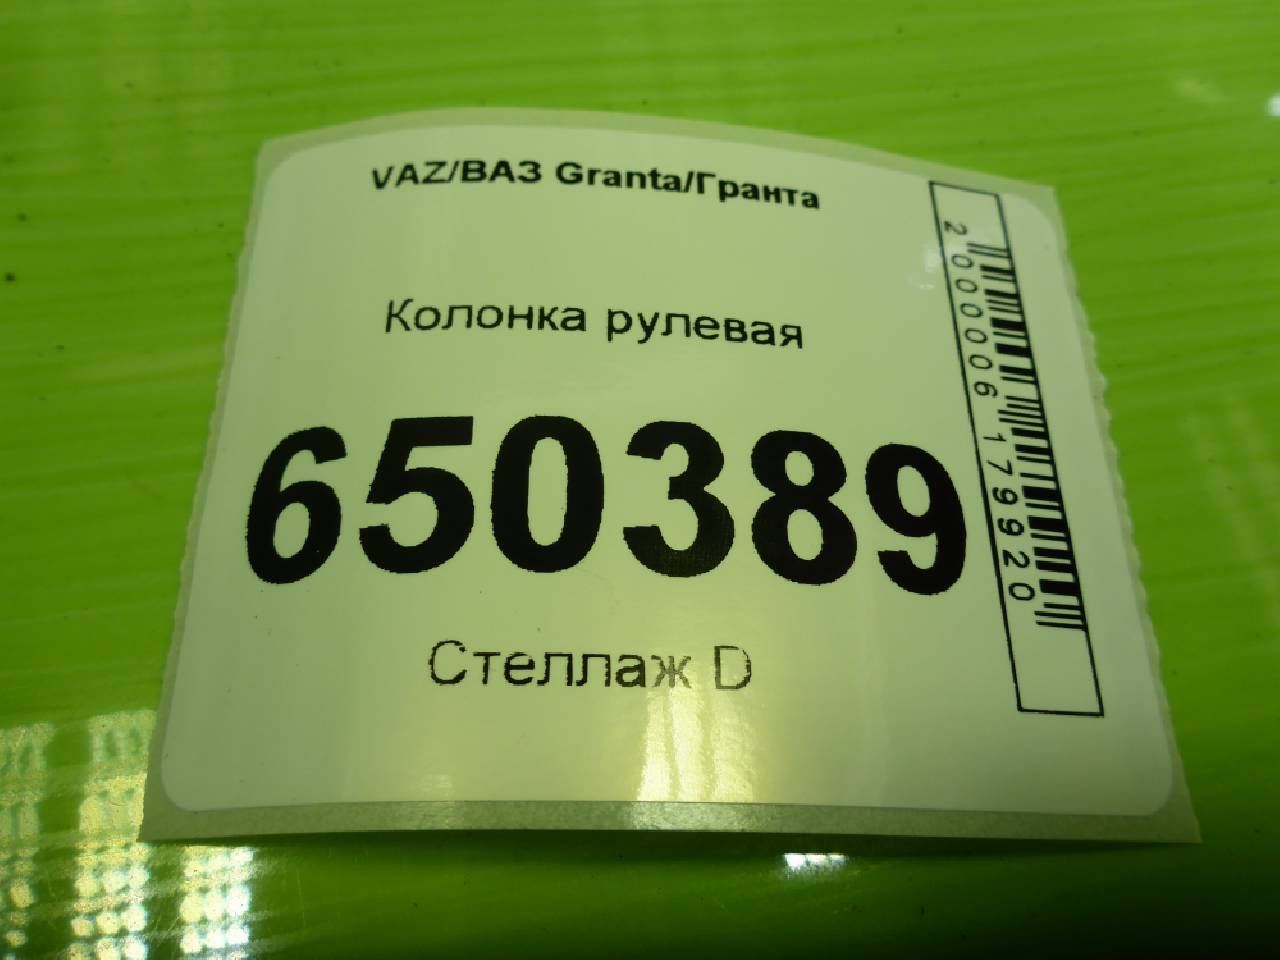 VAZ/ВАЗ Granta/Гранта
Колонка рулевая
650389
Стеллаж D
2000006179920